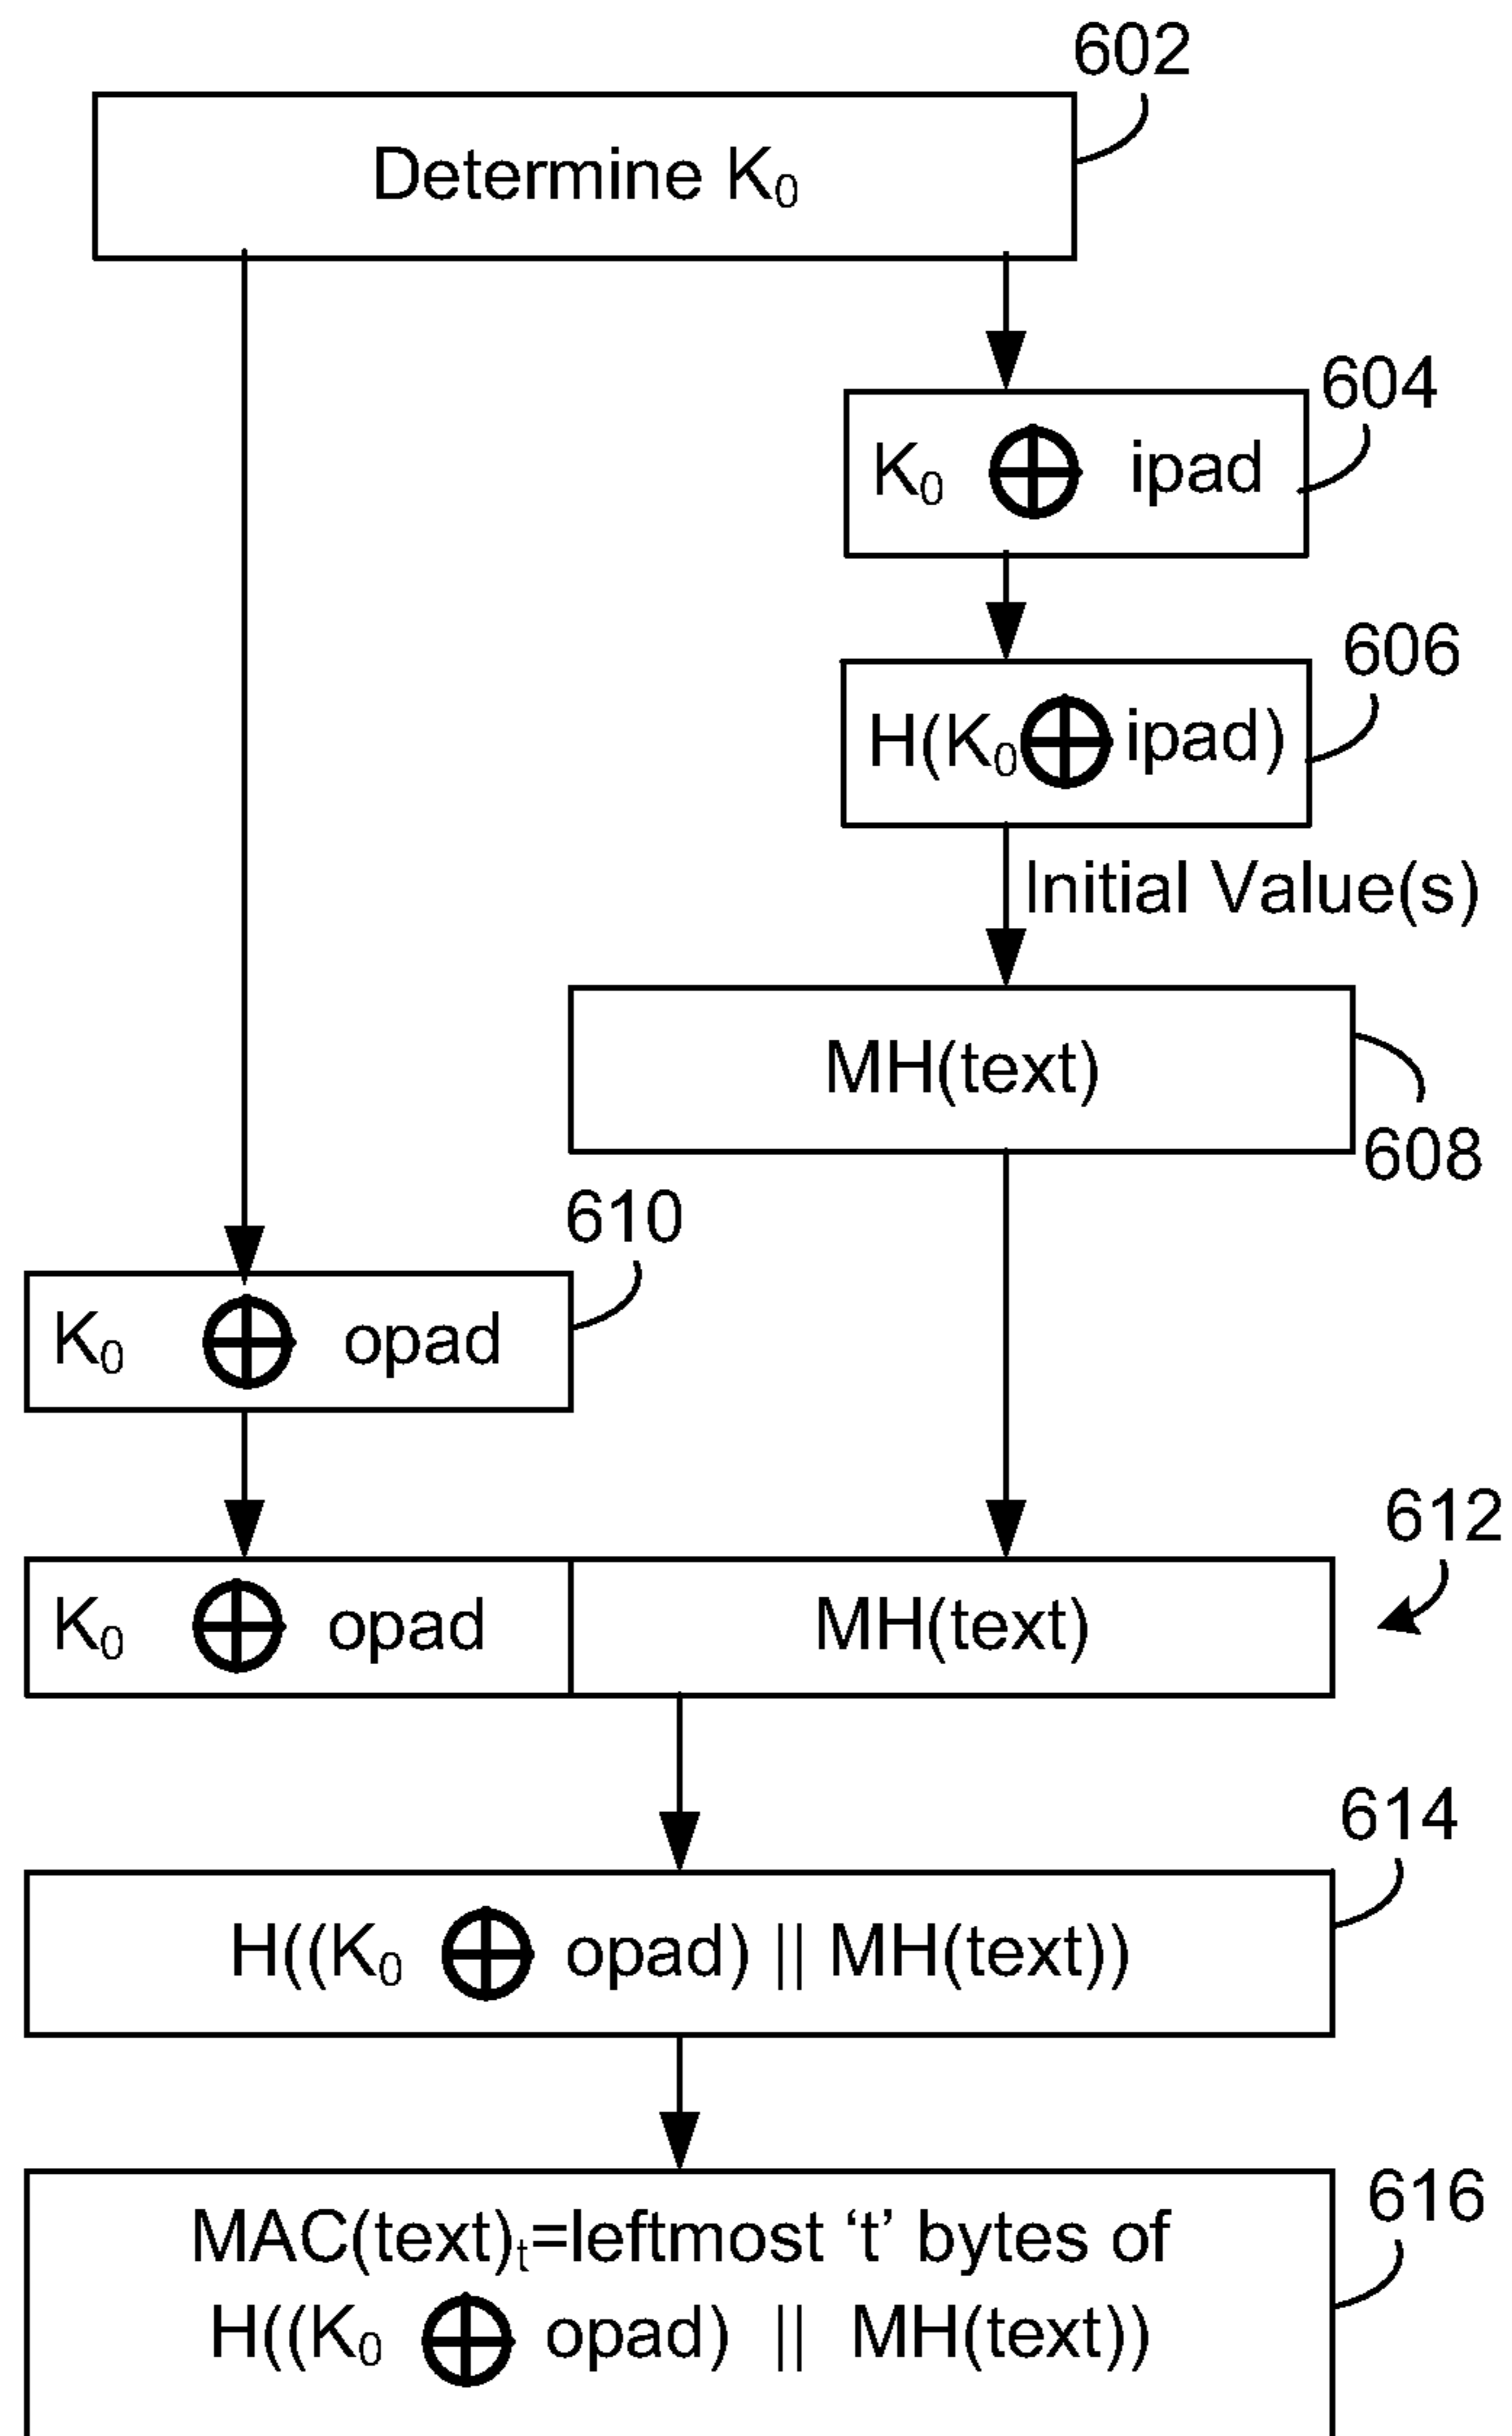 602
Determine K₀
604
K₀ ⊕ ipad
606
H(K₀ ⊕ ipad)
Initial Value(s)
MH(text)
608
610
K₀ ⊕ opad
612
K₀ ⊕ opad MH(text)
614
H((K₀ ⊕ opad) || MH(text))
616
MAC(text)ₜ=leftmost ‘t’ bytes of
H((K₀ ⊕ opad) || MH(text))